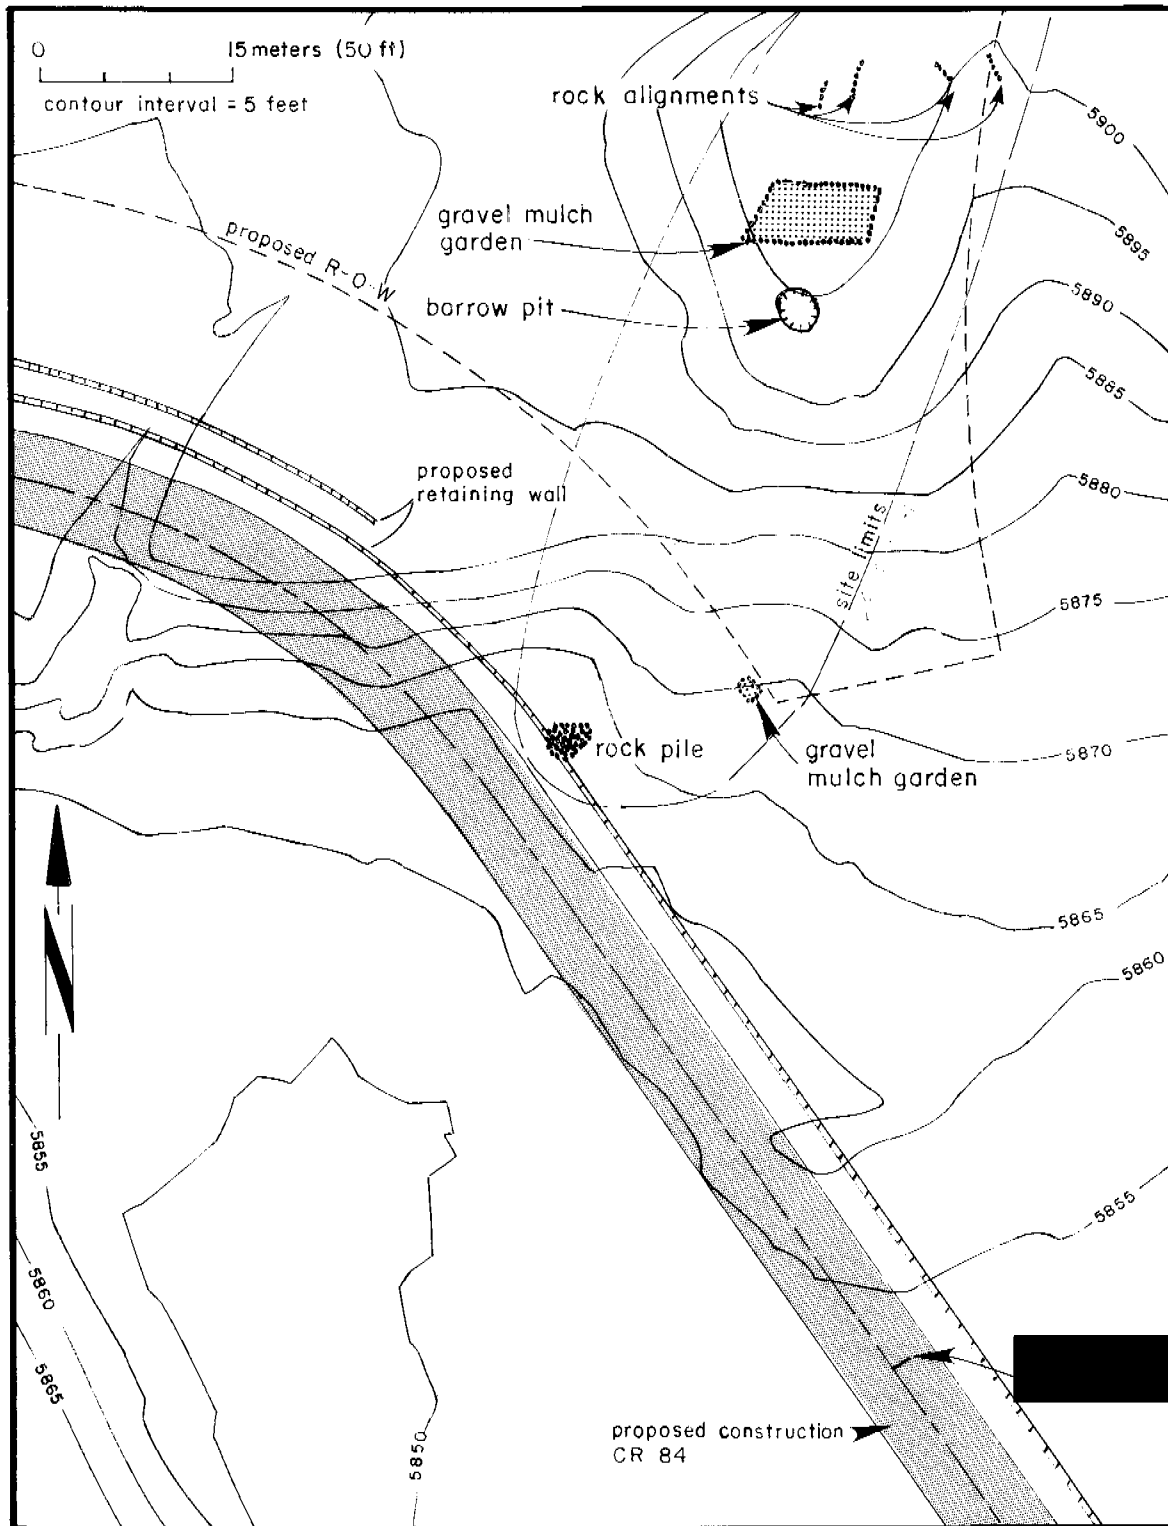 0 15 meters (50 ft)
contour interval = 5 feet
rock alignments
5900
gravel mulch
garden
proposed R-O-W
5895
borrow pit
5890
5885
proposed
retaining wall
5880
site limits
5875
rock pile
gravel
mulch garden
5870
5865
5860
N
5855
5855
5860
5865
proposed construction
CR 84
5850